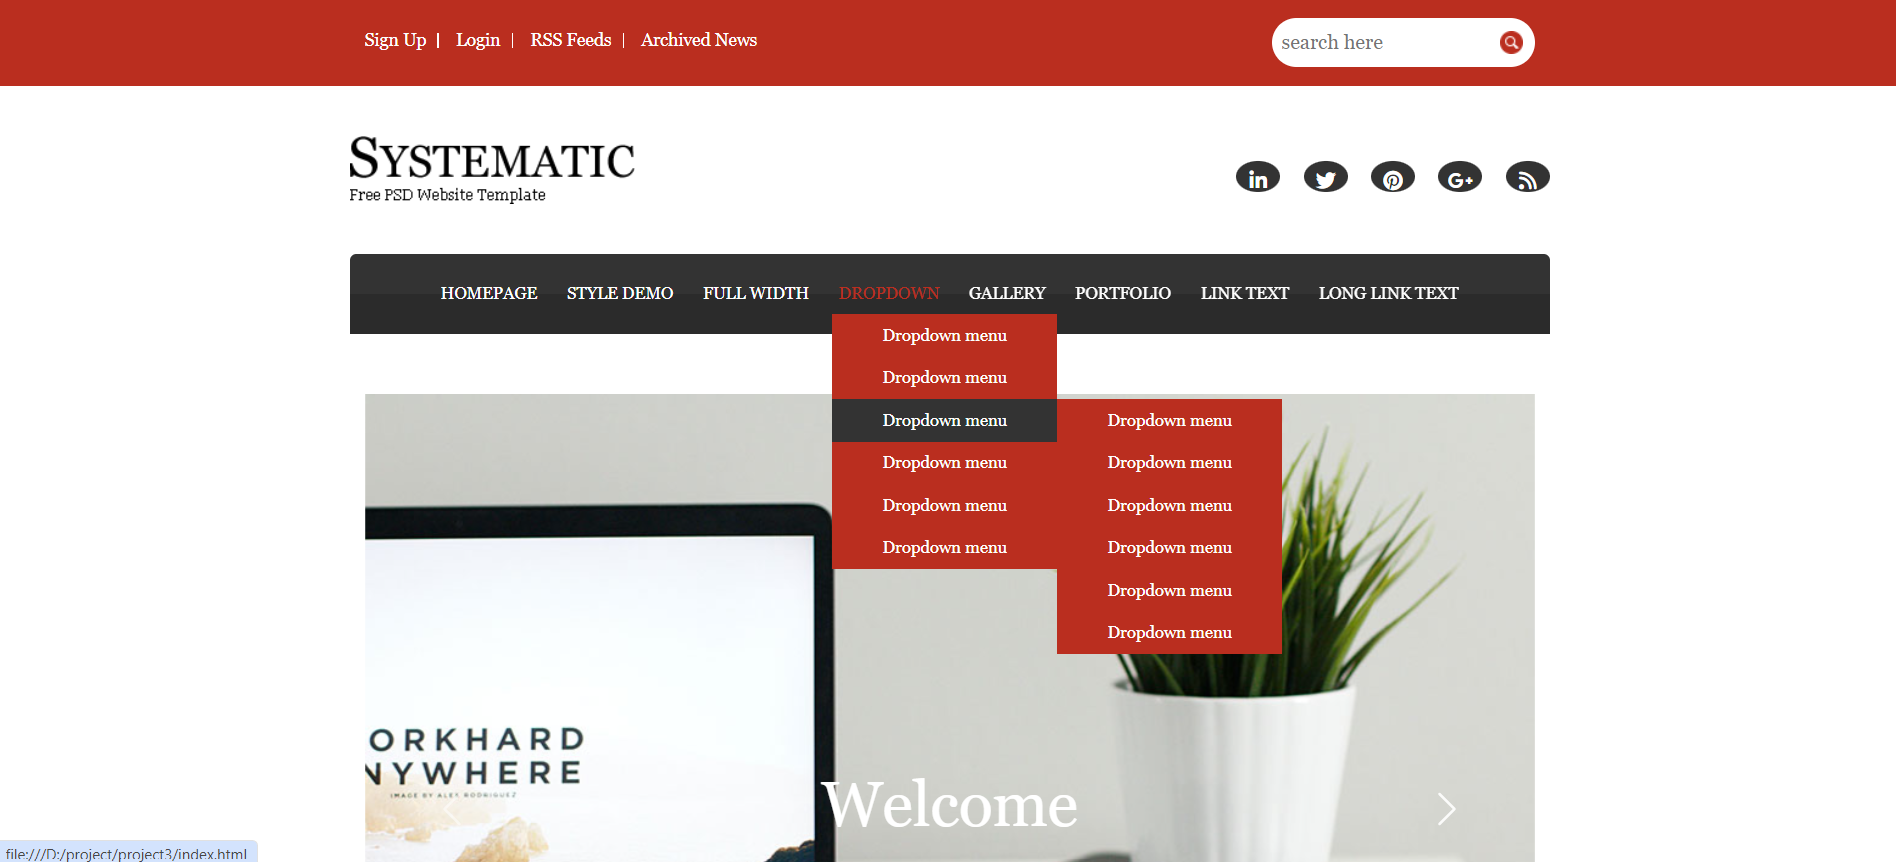 Sign Up | Login | RSS Feeds | Archived News
search here
SYSTEMATIC
Free PSD Website Template
HOMEPAGE STYLE DEMO FULL WIDTH DROPDOWN GALLERY PORTFOLIO LINK TEXT LONG LINK TEXT
Dropdown menu
Dropdown menu
Dropdown menu Dropdown menu
Dropdown menu Dropdown menu
Dropdown menu Dropdown menu
Dropdown menu Dropdown menu
Dropdown menu
Dropdown menu
ORKHARD
NYWHERE
IMAGE BY ALEX RODRIGUEZ
Welcome
file:///D:/project/project3/index.html